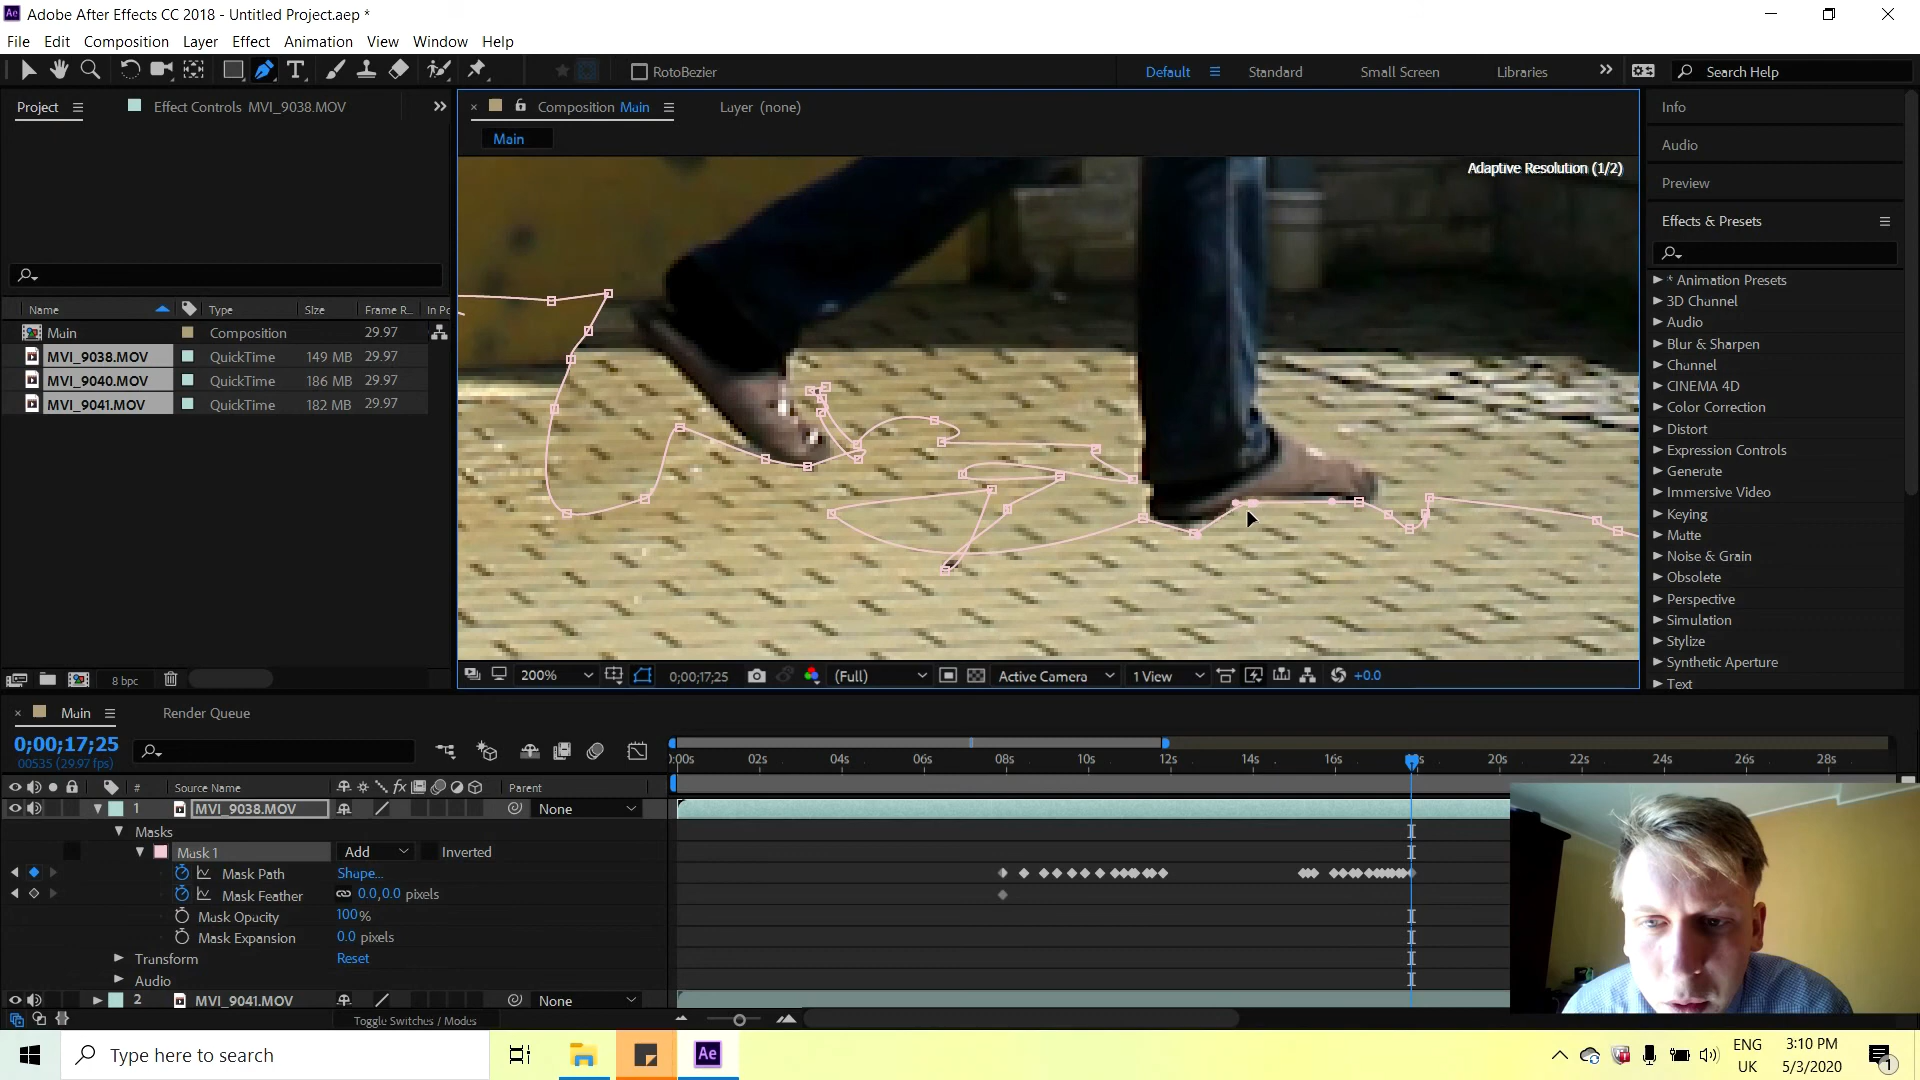 Adobe After Effects CC 2018 - Untitled Project.aep *
File Edit Composition Layer Effect Animation View Window Help
RotoBezier
Default Standard Small Screen Libraries Search Help
Project Effect Controls MVI_9038.MOV
Composition Main Layer (none)
Main
Adaptive Resolution (1/2)
Name Type Size Frame R... In Po
Main Composition 29.97
MVI_9038.MOV QuickTime 149 MB 29.97
MVI_9040.MOV QuickTime 186 MB 29.97
MVI_9041.MOV QuickTime 182 MB 29.97
8 bpc
200% 0;00;17;25 (Full) Active Camera 1 View +0.0
Info
Audio
Preview
Effects & Presets
* Animation Presets
3D Channel
Audio
Blur & Sharpen
Channel
CINEMA 4D
Color Correction
Distort
Expression Controls
Generate
Immersive Video
Keying
Matte
Noise & Grain
Obsolete
Perspective
Simulation
Stylize
Synthetic Aperture
Text
Main Render Queue
0;00;17;25
00535 (29.97 fps)
0:00s 02s 04s 06s 08s 10s 12s 14s 16s 20s 22s 24s 26s 28s
# Source Name Parent
1 MVI_9038.MOV None
Masks
Mask 1 Add Inverted
Mask Path Shape...
Mask Feather 0.0,0.0 pixels
Mask Opacity 100%
Mask Expansion 0.0 pixels
Transform Reset
Audio
2 MVI_9041.MOV None
Toggle Switches / Modes
Type here to search
Ae
ENG
UK
3:10 PM
5/3/2020
1